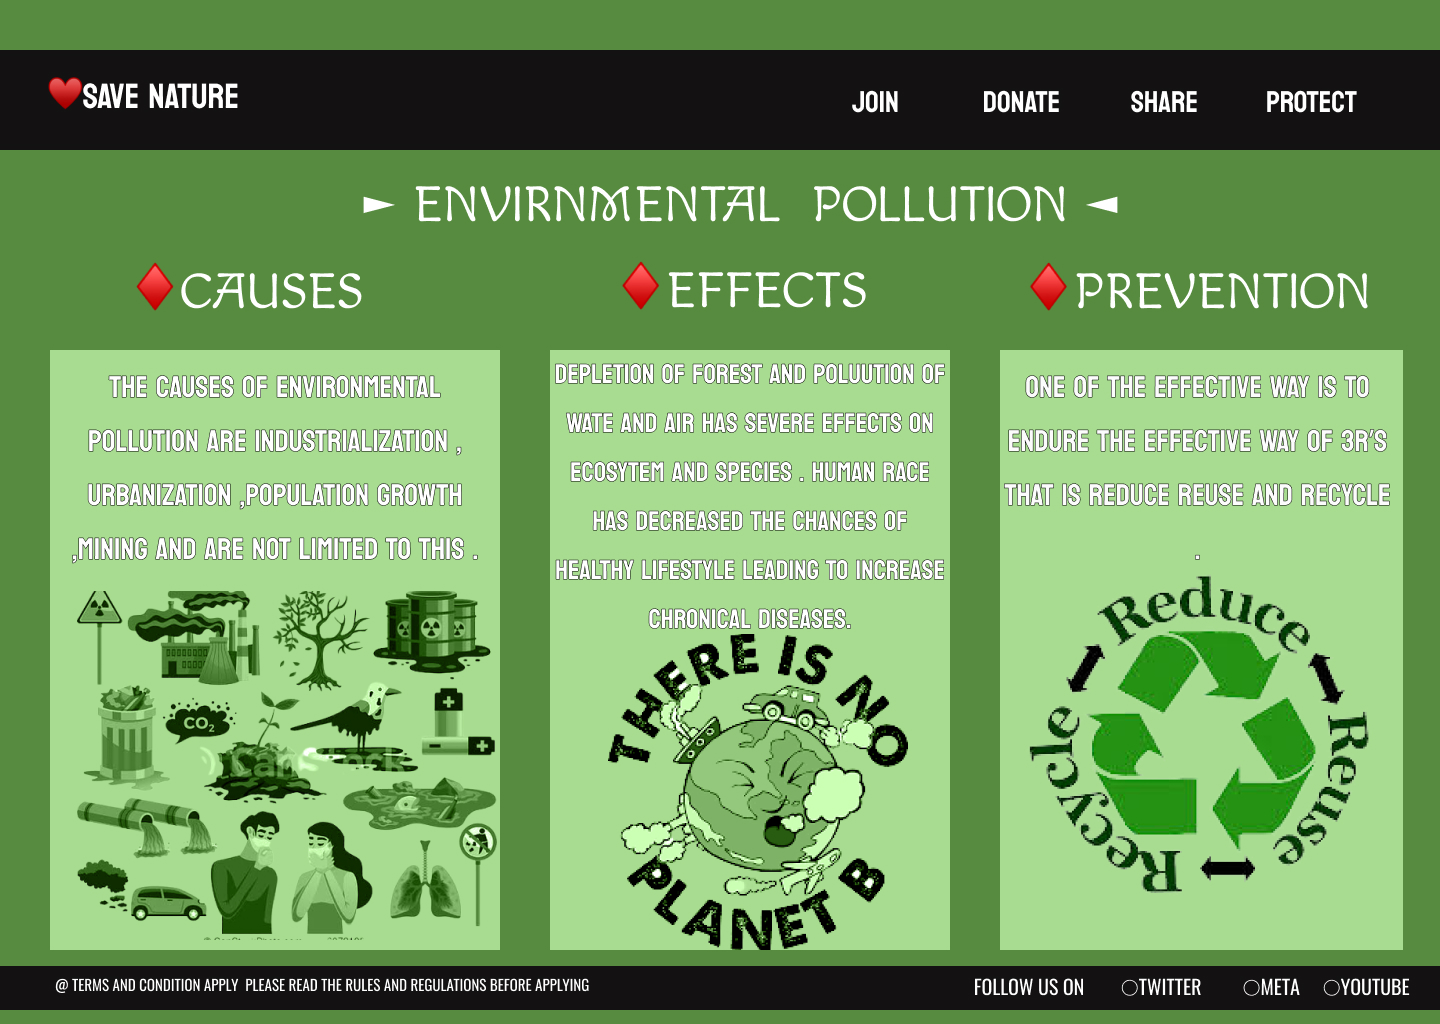 SAVE NATURE
JOIN DONATE SHARE PROTECT
ENVIRNMENTAL POLLUTION
CAUSES
EFFECTS
PREVENTION
THE CAUSES OF ENVIRONMENTAL
POLLUTION ARE INDUSTRIALIZATION ,
URBANIZATION ,POPULATION GROWTH
,MINING AND ARE NOT LIMITED TO THIS .
CO2
DEPLETION OF FOREST AND POLUUTION OF
WATE AND AIR HAS SEVERE EFFECTS ON
ECOSYTEM AND SPECIES . HUMAN RACE
HAS DECREASED THE CHANCES OF
HEALTHY LIFESTYLE LEADING TO INCREASE
CHRONICAL DISEASES.
THERE IS NO
PLANET B
ONE OF THE EFFECTIVE WAY IS TO
ENDURE THE EFFECTIVE WAY OF 3R'S
THAT IS REDUCE REUSE AND RECYCLE
.
Reduce
Reuse
Recycle
@ TERMS AND CONDITION APPLY PLEASE READ THE RULES AND REGULATIONS BEFORE APPLYING
FOLLOW US ON TWITTER META YOUTUBE